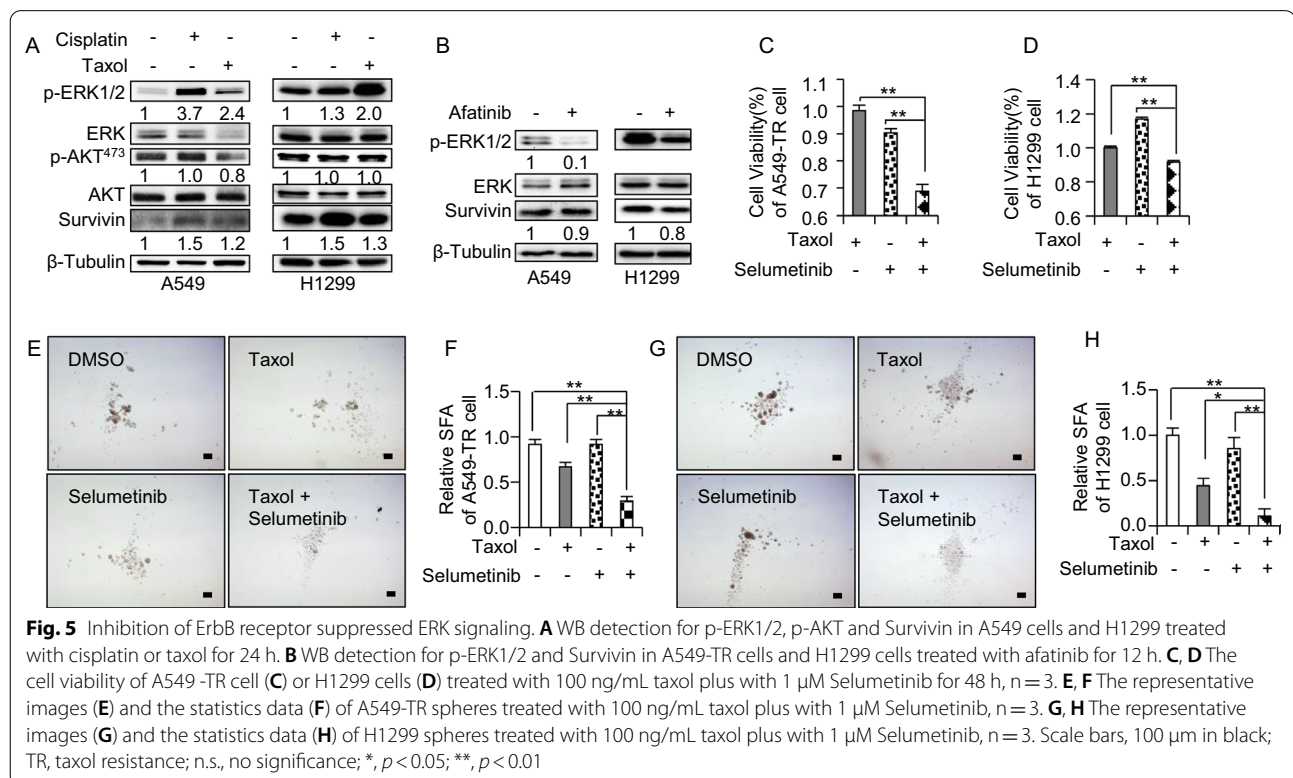 A
Cisplatin - + - - + -
Taxol - - + - - +
p-ERK1/2
1 3.7 2.4 1 1.3 2.0
ERK
p-AKT473
1 1.0 0.8 1 1.0 1.0
AKT
Survivin
1 1.5 1.2 1 1.5 1.3
β-Tubulin
A549 H1299
B
Afatinib - + - +
p-ERK1/2
1 0.1
ERK
Survivin
1 0.9 1 0.8
β-Tubulin
A549 H1299
C
Cell Viability(%)
of A549-TR cell
1.1
1.0
0.9
0.8
0.7
0.6
**
**
Taxol + - +
Selumetinib - + +
D
Cell Viability(%)
of H1299 cell
1.4
1.2
1.0
0.8
0.6
**
**
Taxol + - +
Selumetinib - + +
E
DMSO Taxol
Selumetinib Taxol +
Selumetinib
F
Relative SFA
of A549-TR cell
1.5
1.0
0.5
0.0
**
**
**
Taxol - + - +
Selumetinib - - + +
G
DMSO Taxol
Selumetinib Taxol +
Selumetinib
H
Relative SFA
of H1299 cell
1.5
1.0
0.5
0.0
**
*
**
Taxol - + - +
Selumetinib - - + +
Fig. 5 Inhibition of ErbB receptor suppressed ERK signaling. A WB detection for p-ERK1/2, p-AKT and Survivin in A549 cells and H1299 treated
with cisplatin or taxol for 24 h. B WB detection for p-ERK1/2 and Survivin in A549-TR cells and H1299 cells treated with afatinib for 12 h. C, D The
cell viability of A549 -TR cell (C) or H1299 cells (D) treated with 100 ng/mL taxol plus with 1 µM Selumetinib for 48 h, n = 3. E, F The representative
images (E) and the statistics data (F) of A549-TR spheres treated with 100 ng/mL taxol plus with 1 µM Selumetinib, n = 3. G, H The representative
images (G) and the statistics data (H) of H1299 spheres treated with 100 ng/mL taxol plus with 1 µM Selumetinib, n = 3. Scale bars, 100 µm in black;
TR, taxol resistance; n.s., no significance; *, p < 0.05; **, p < 0.01